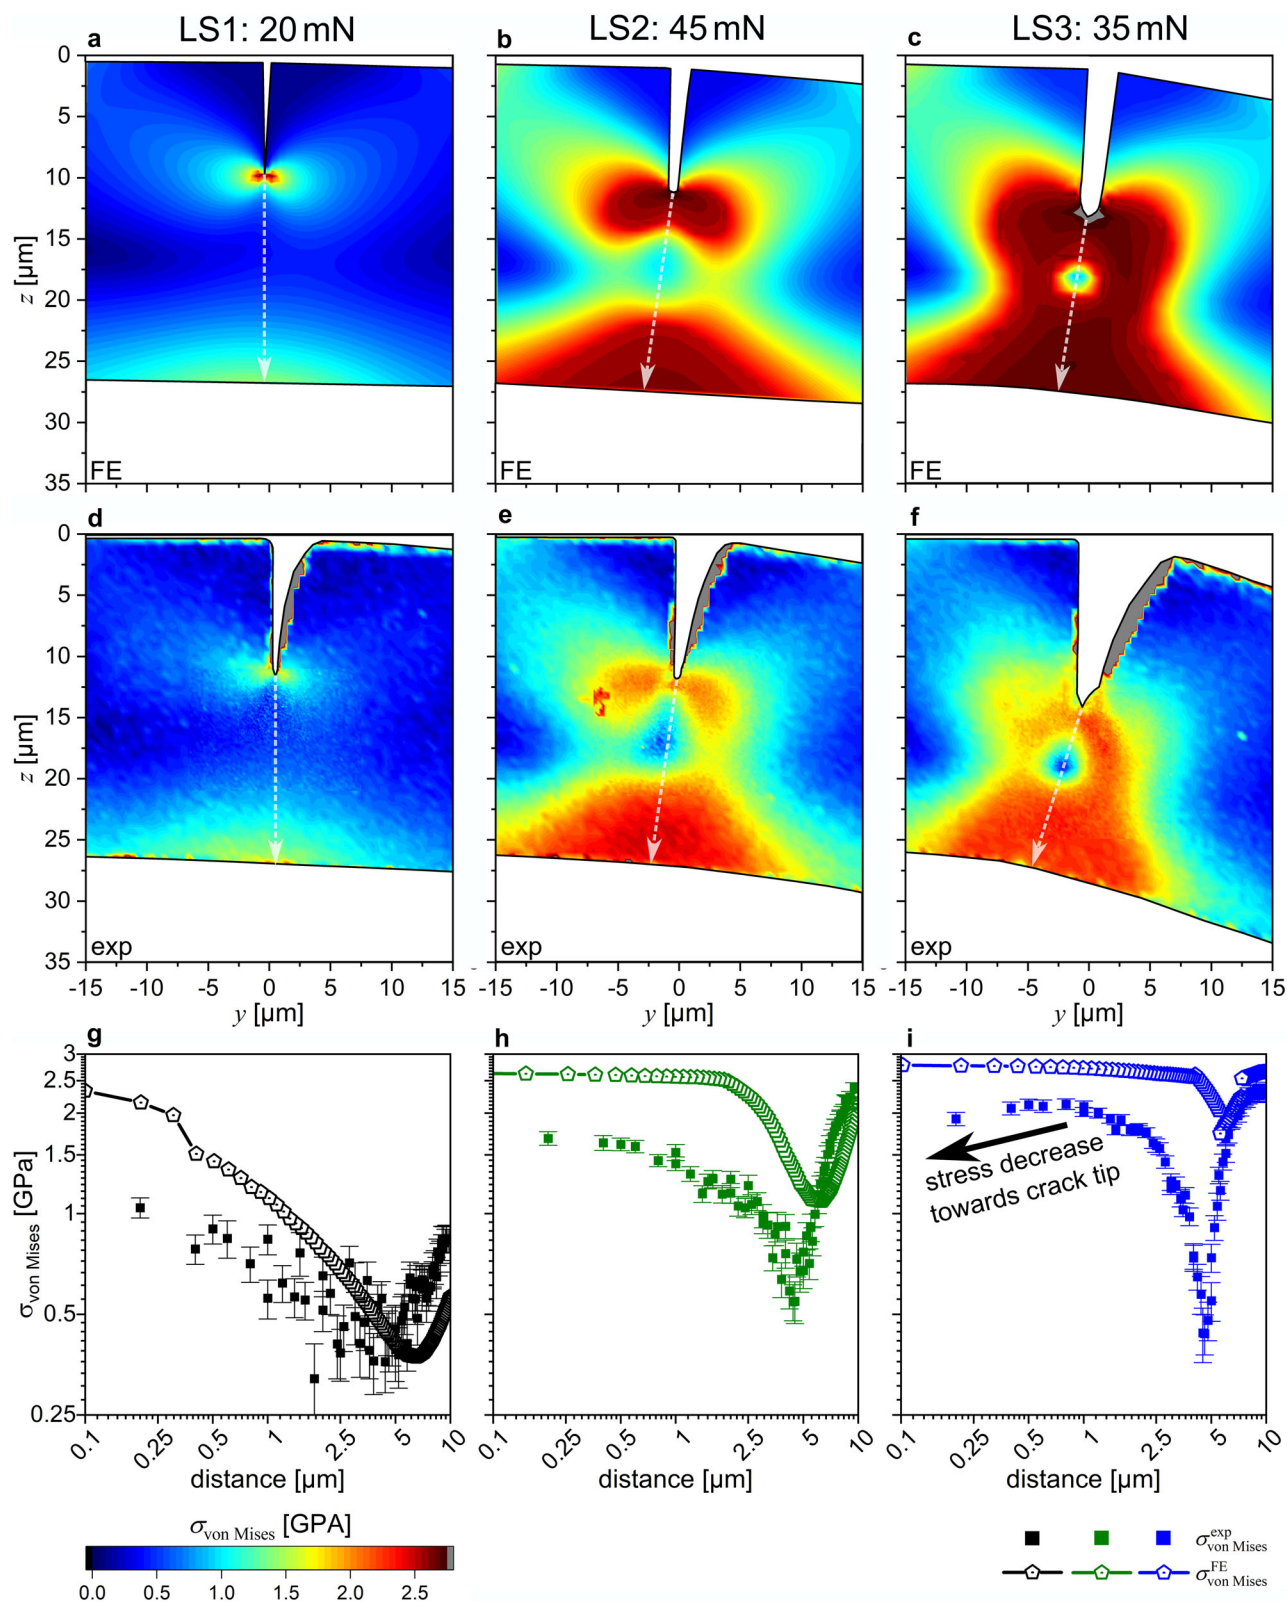 LS1: 20 mN
LS2: 45 mN
LS3: 35 mN
a
b
c
0
5
10
15
20
25
30
35
z [µm]
FE
FE
FE
d
e
f
0
5
10
15
20
25
30
35
z [µm]
exp
exp
exp
-15 -10 -5 0 5 10 15
-15 -10 -5 0 5 10 15
-15 -10 -5 0 5 10 15
y [µm]
y [µm]
y [µm]
g
h
i
3
2.5
2
1.5
1
0.5
0.25
σvon Mises [GPa]
stress decrease
towards crack tip
0.1 0.25 0.5 1 2.5 5 10
0.1 0.25 0.5 1 2.5 5 10
0.1 0.25 0.5 1 2.5 5 10
distance [µm]
distance [µm]
distance [µm]
σvon Mises [GPA]
0.0 0.5 1.0 1.5 2.0 2.5
σexp von Mises
σFE von Mises